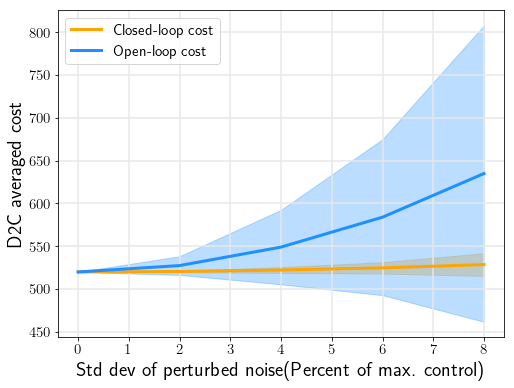 Closed-loop cost
Open-loop cost
D2C averaged cost
800
750
700
650
600
550
500
450
0 1 2 3 4 5 6 7 8
Std dev of perturbed noise(Percent of max. control)